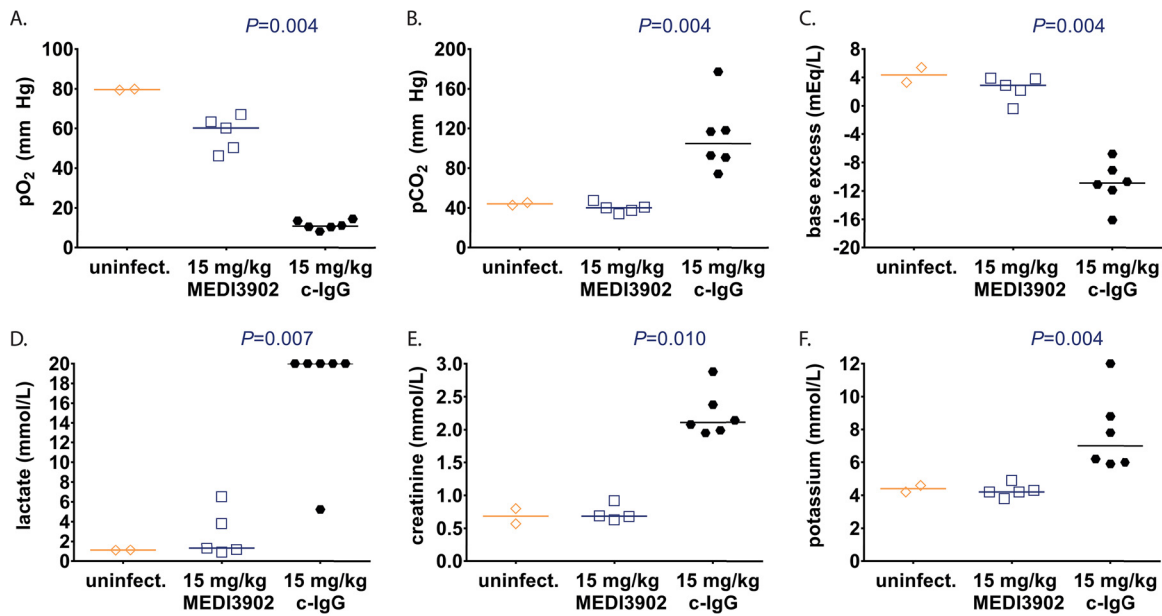 A.
P=0.004
pO2 (mm Hg)
100
80
60
40
20
0
uninfect.
15 mg/kg
MEDI3902
15 mg/kg
c-IgG
B.
P=0.004
pCO2 (mm Hg)
200
160
120
80
40
0
uninfect.
15 mg/kg
MEDI3902
15 mg/kg
c-IgG
C.
P=0.004
base excess (mEq/L)
8
4
0
-4
-8
-12
-16
-20
uninfect.
15 mg/kg
MEDI3902
15 mg/kg
c-IgG
D.
P=0.007
lactate (mmol/L)
20
18
16
14
12
10
8
6
4
2
0
uninfect.
15 mg/kg
MEDI3902
15 mg/kg
c-IgG
E.
P=0.010
creatinine (mmol/L)
3.0
2.5
2.0
1.5
1.0
0.5
0.0
uninfect.
15 mg/kg
MEDI3902
15 mg/kg
c-IgG
F.
P=0.004
potassium (mmol/L)
12
10
8
6
4
2
0
uninfect.
15 mg/kg
MEDI3902
15 mg/kg
c-IgG